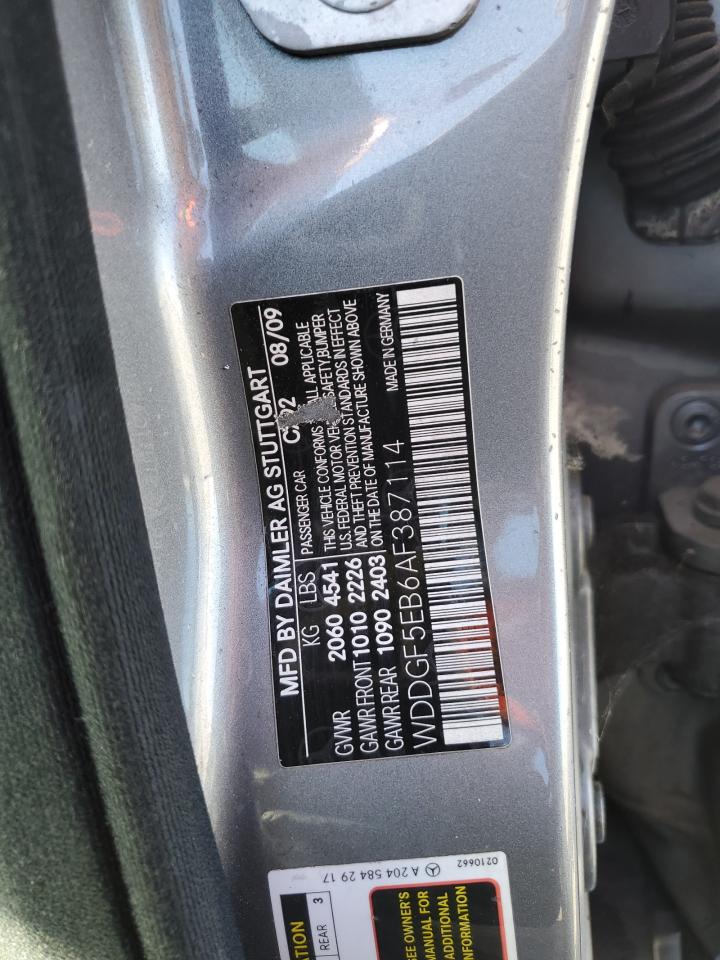 MFD BY DAIMLER AG STUTTGART 08/09
KG LBS PASSENGER CAR
GVWR 2060 4541 THIS VEHICLE CONFORMS ALL APPLICABLE
U.S. FEDERAL MOTOR SAFETY,BUMPER
GAWR FRONT 1010 2226 AND THEFT PREVENTION STANDARDS IN EFFECT
GAWR REAR 1090 2403 ON THE DATE OF MANUFACTURE SHOWN ABOVE
WDDGF5EB6AF387114 MADE IN GERMANY
A 204 584 29 17 0210662
REAR 3
SEE OWNER'S
MANUAL FOR
ADDITIONAL
INFORMATION